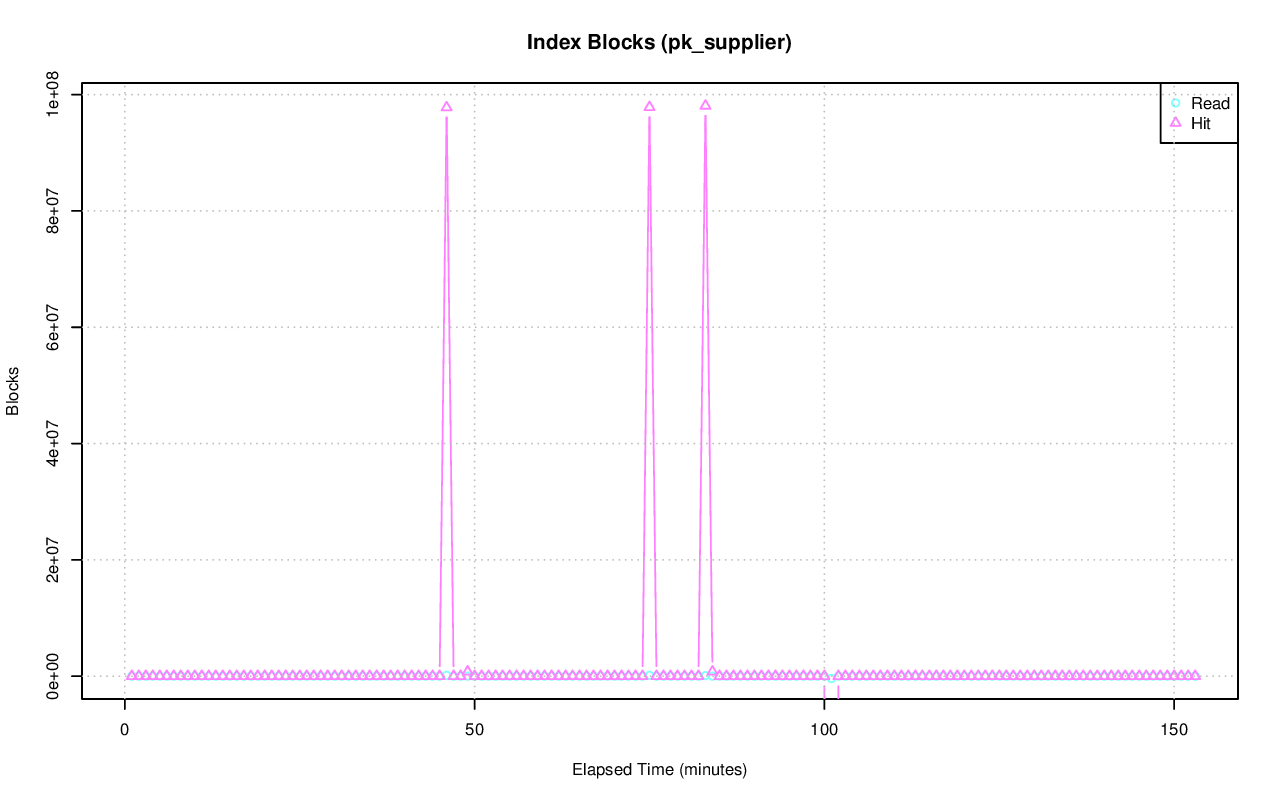 Index Blocks (pk_supplier)
Read
Hit
Blocks
1e+08
8e+07
6e+07
4e+07
2e+07
0e+00
0 50 100 150
Elapsed Time (minutes)